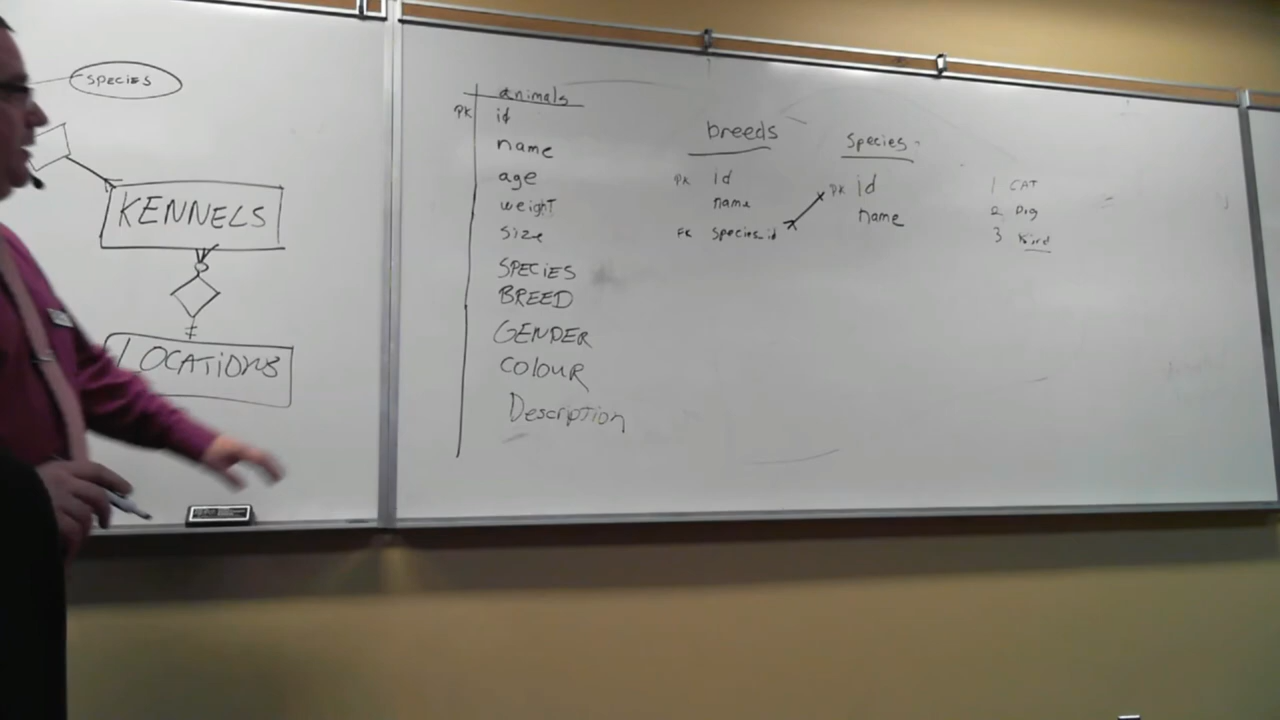 SPECIES
KENNELS
LOCATIONS
animals
PK id
name
age
weight
size
SPECIES
BREED
GENDER
COLOUR
Description
breeds
PK id
name
FK species_id
Species
PK id
name
1 CAT
2 Dog
3